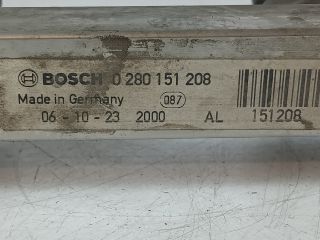 BOSCH 0 280 151 208
Made in Germany 087
06 - 10 - 23 2000 AL 151208